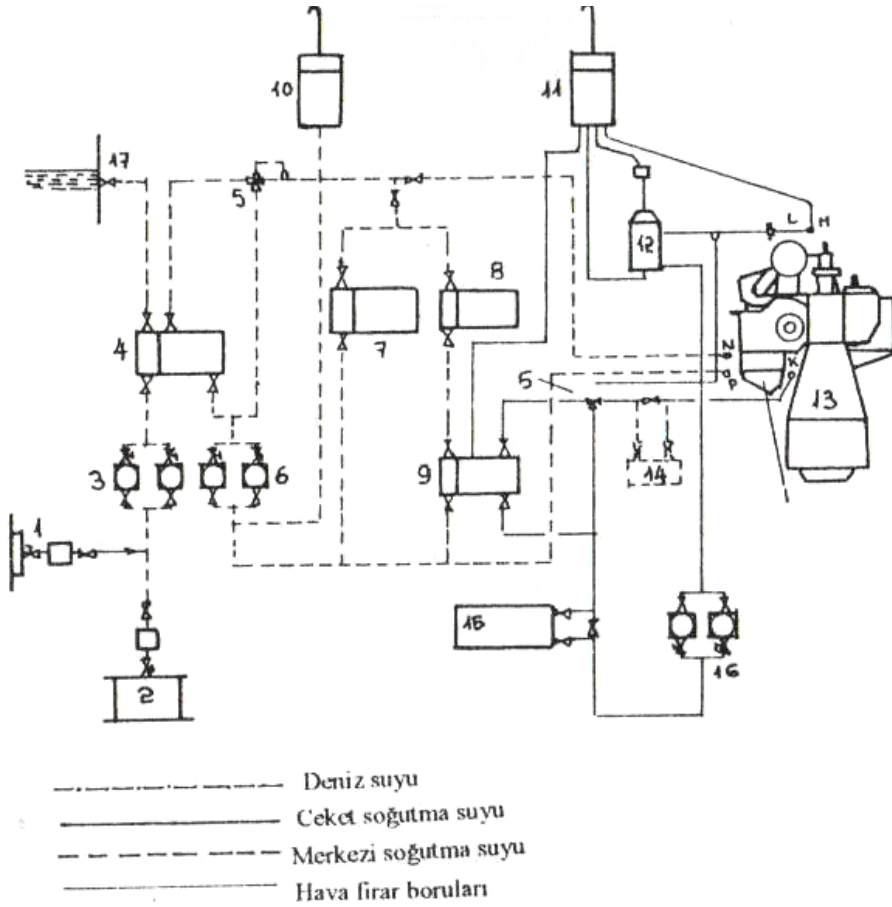 10
11
17
5
L M
12
8
4
7
5
Z
P
X
13
3
6
9
14
1
15
16
2
Deniz suyu
Ceket soğutma suyu
Merkezi soğutma suyu
Hava firar boruları